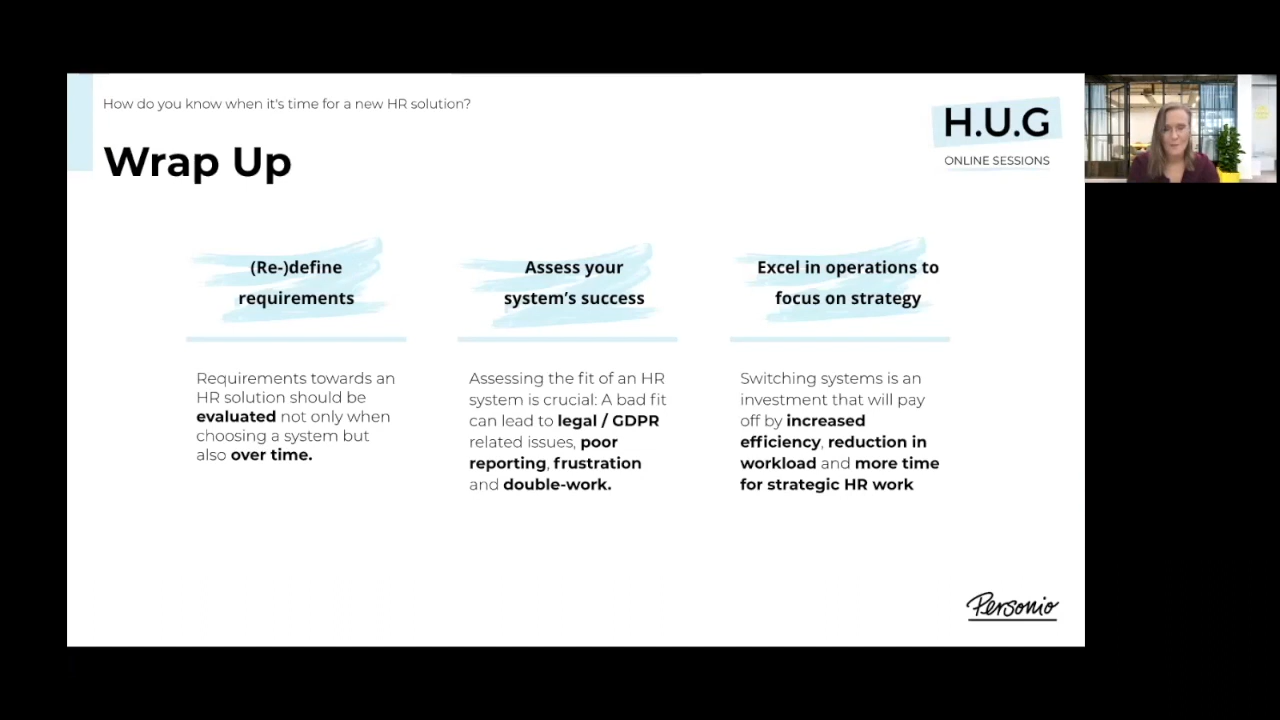 How do you know when it's time for a new HR solution?
Wrap Up
H.U.G
ONLINE SESSIONS
(Re-)define
requirements
Requirements towards an
HR solution should be
evaluated not only when
choosing a system but
also over time.
Assess your
system’s success
Assessing the fit of an HR
system is crucial: A bad fit
can lead to legal / GDPR
related issues, poor
reporting, frustration
and double-work.
Excel in operations to
focus on strategy
Switching systems is an
investment that will pay
off by increased
efficiency, reduction in
workload and more time
for strategic HR work
Personio